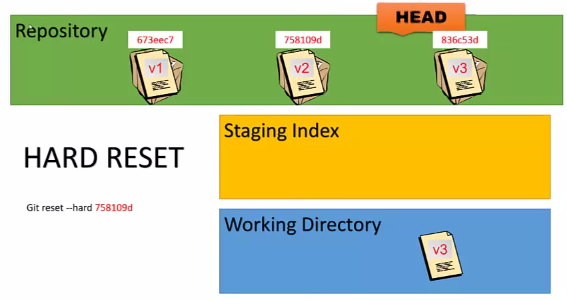 HEAD
Repository
673eec7
758109d
836c53d
v1
v2
v3
Staging Index
HARD RESET
Git reset --hard 758109d
Working Directory
v3